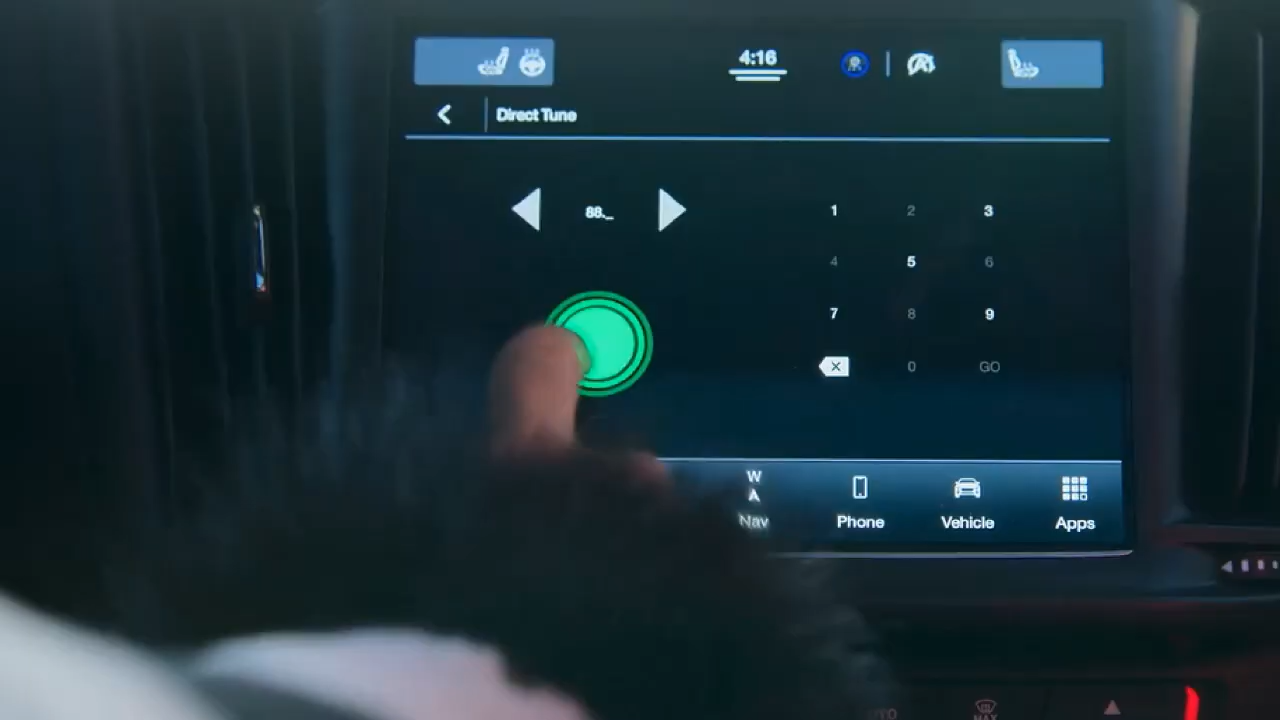 4:16
Direct Tune
88._
1 2 3
4 5 6
7 8 9
0 GO
W
A
Nav
Phone
Vehicle
Apps
MAX